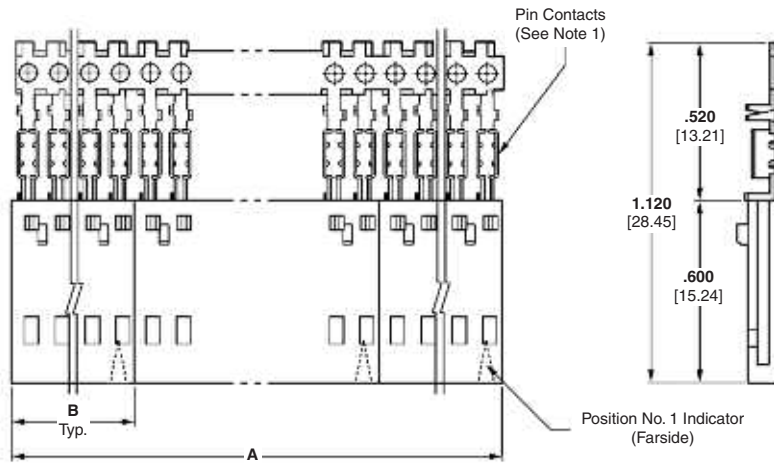 Pin Contacts
(See Note 1)
.520
[13.21]
1.120
[28.45]
.600
[15.24]
B
Typ.
A
Position No. 1 Indicator
(Farside)